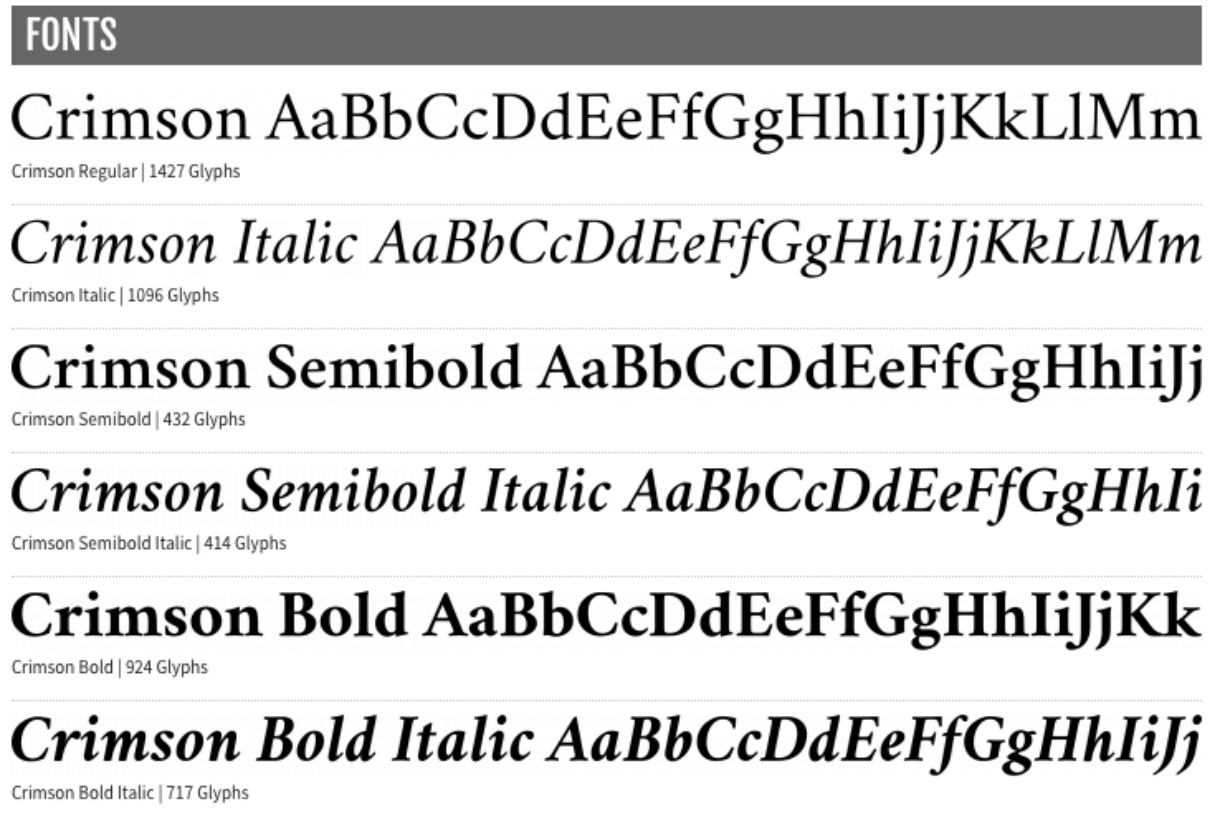 FONTS
Crimson AaBbCcDdEeFfGgHhIiJjKkLlMm
Crimson Regular | 1427 Glyphs
Crimson Italic AaBbCcDdEeFfGgHhIiJjKkLlMm
Crimson Italic | 1096 Glyphs
Crimson Semibold AaBbCcDdEeFfGgHhIiJj
Crimson Semibold | 432 Glyphs
Crimson Semibold Italic AaBbCcDdEeFfGgHhIi
Crimson Semibold Italic | 414 Glyphs
Crimson Bold AaBbCcDdEeFfGgHhIiJjKk
Crimson Bold | 924 Glyphs
Crimson Bold Italic AaBbCcDdEeFfGgHhIiJj
Crimson Bold Italic | 717 Glyphs